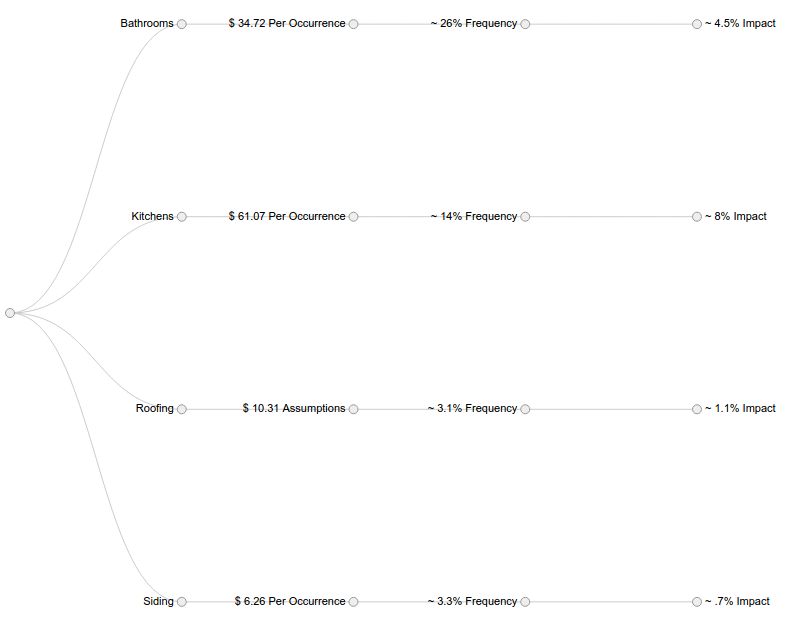 Bathrooms $ 34.72 Per Occurrence ~ 26% Frequency ~ 4.5% Impact
Kitchens $ 61.07 Per Occurrence ~ 14% Frequency ~ 8% Impact
Roofing $ 10.31 Assumptions ~ 3.1% Frequency ~ 1.1% Impact
Siding $ 6.26 Per Occurrence ~ 3.3% Frequency ~ .7% Impact